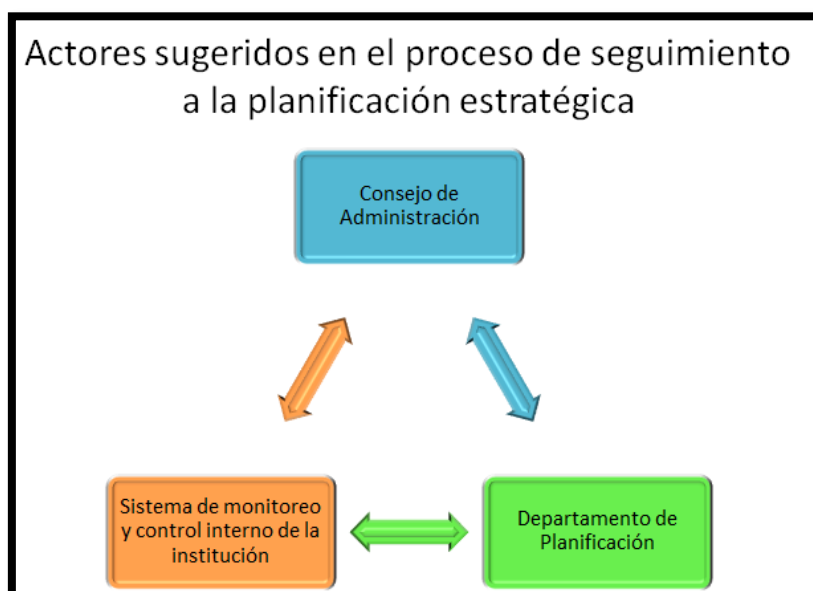 Actores sugeridos en el proceso de seguimiento
a la planificación estratégica
Consejo de
Administración
Sistema de monitoreo
y control interno de la
institución
Departamento de
Planificación